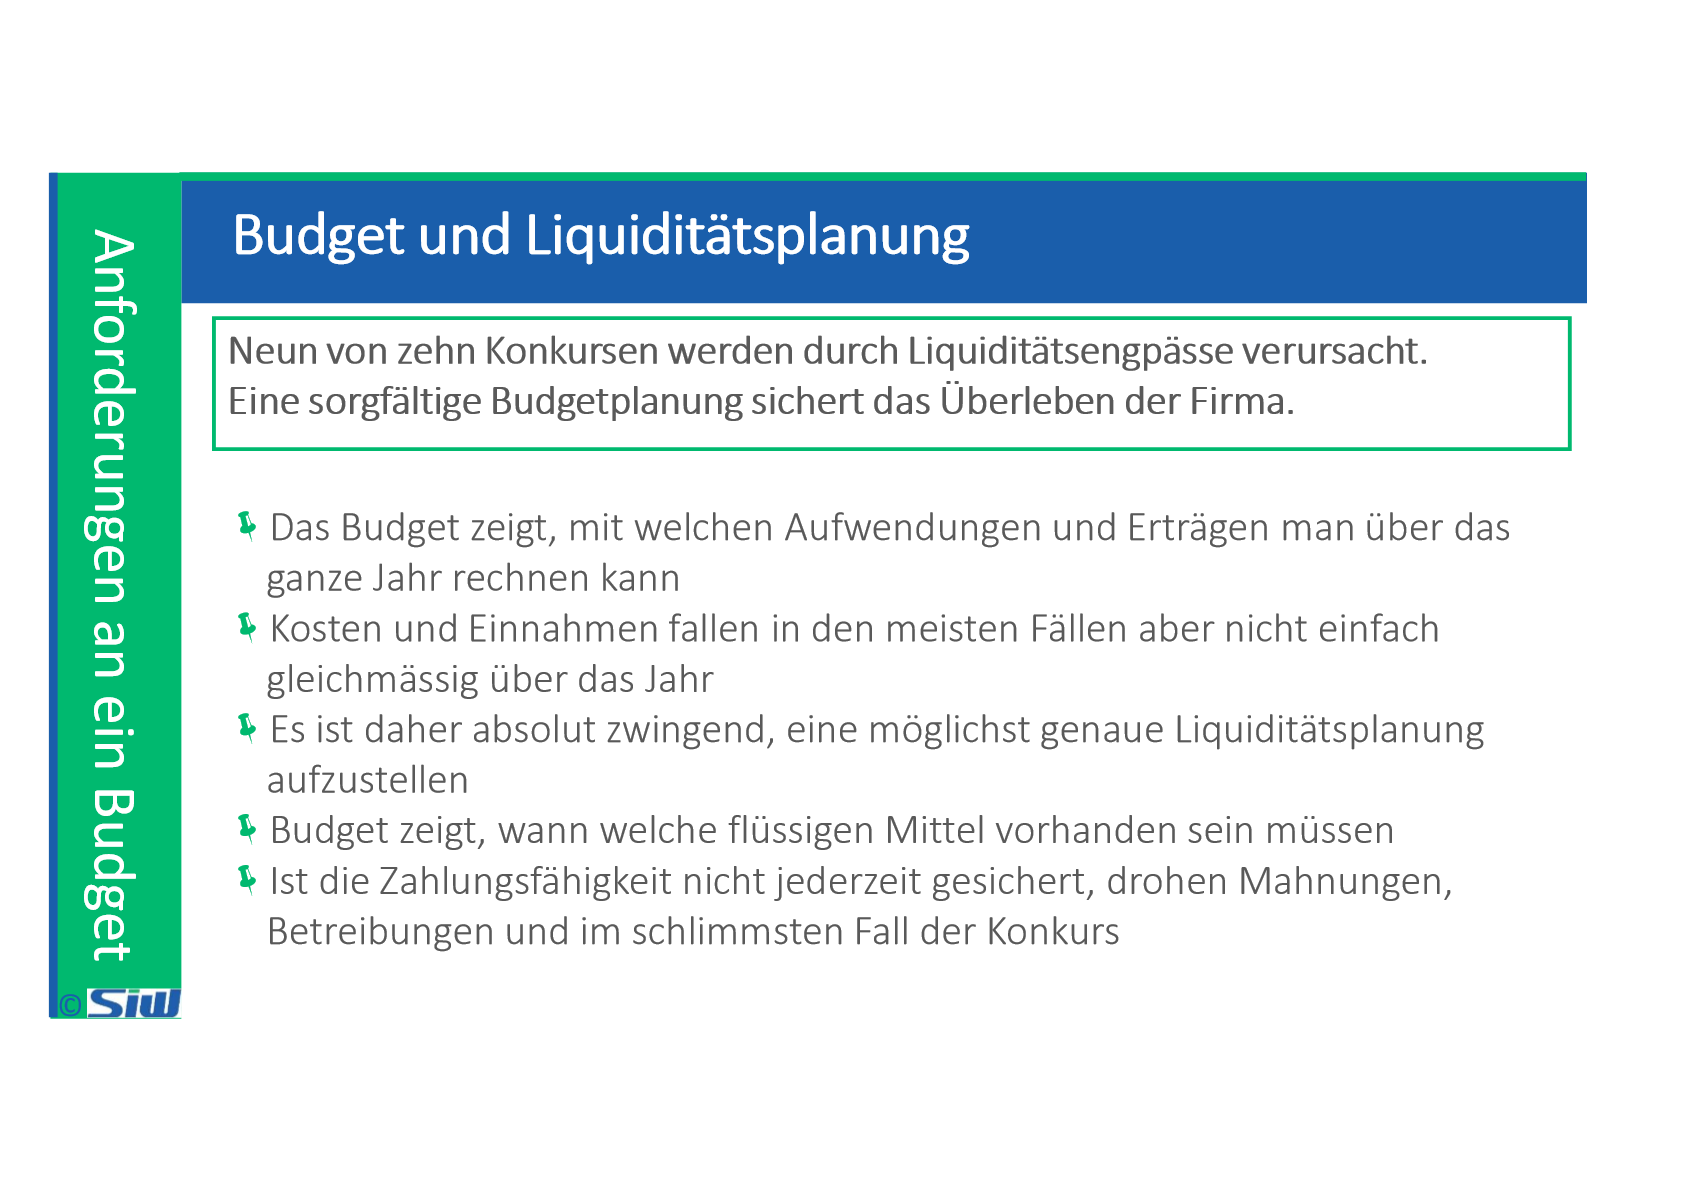 Anforderungen an ein Budget
Budget und Liquiditätsplanung
Neun von zehn Konkursen werden durch Liquiditätsengpässe verursacht.
Eine sorgfältige Budgetplanung sichert das Überleben der Firma.
Das Budget zeigt, mit welchen Aufwendungen und Erträgen man über das
ganze Jahr rechnen kann
Kosten und Einnahmen fallen in den meisten Fällen aber nicht einfach
gleichmässig über das Jahr
Es ist daher absolut zwingend, eine möglichst genaue Liquiditätsplanung
aufzustellen
Budget zeigt, wann welche flüssigen Mittel vorhanden sein müssen
Ist die Zahlungsfähigkeit nicht jederzeit gesichert, drohen Mahnungen,
Betreibungen und im schlimmsten Fall der Konkurs
© SIW